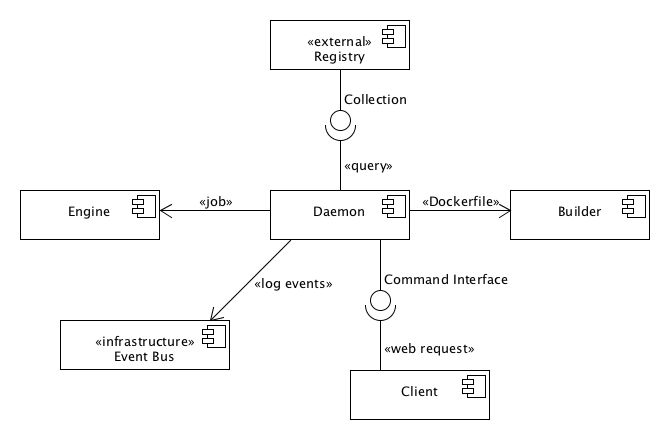 «external»
Registry
Collection
«query»
Engine
«job»
Daemon
«Dockerfile»
Builder
«log events»
Command Interface
«infrastructure»
Event Bus
«web request»
Client